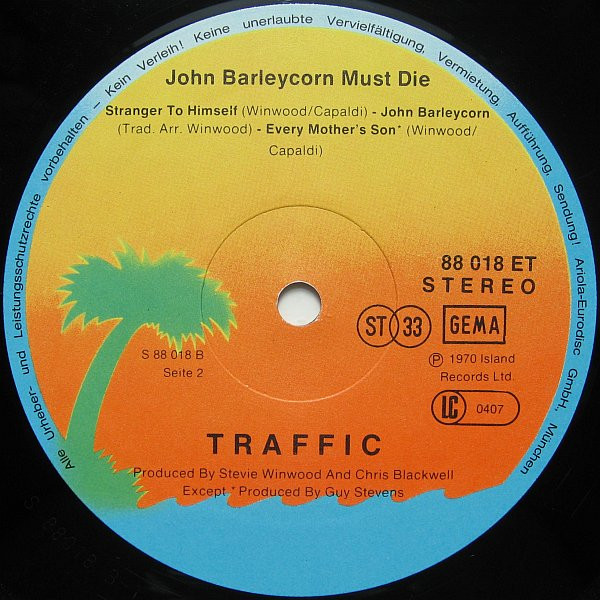 Alle Urheber- und Leistungsschutzrechte vorbehalten – Kein Verleih! Keine unerlaubte Vervielfältigung, Vermietung, Aufführung, Sendung! Ariola-Eurodisc GmbH., München
John Barleycorn Must Die
Stranger To Himself (Winwood/Capaldi) - John Barleycorn
(Trad. Arr. Winwood) - Every Mother's Son* (Winwood/
Capaldi)
88 018 ET
STEREO
ST 33 GEMA
S 88 018 B
Seite 2
℗ 1970 Island
Records Ltd.
LC 0407
TRAFFIC
Produced By Stevie Winwood And Chris Blackwell
Except * Produced By Guy Stevens